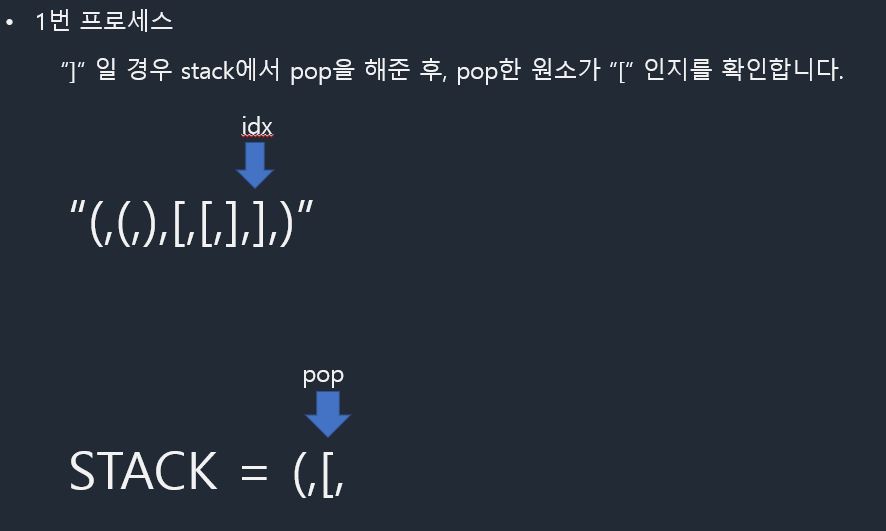 • 1번 프로세스
“]” 일 경우 stack에서 pop을 해준 후, pop한 원소가 “[” 인지를 확인합니다.
idx
“(,(,),[,[,],],)”
pop
STACK = (,[,